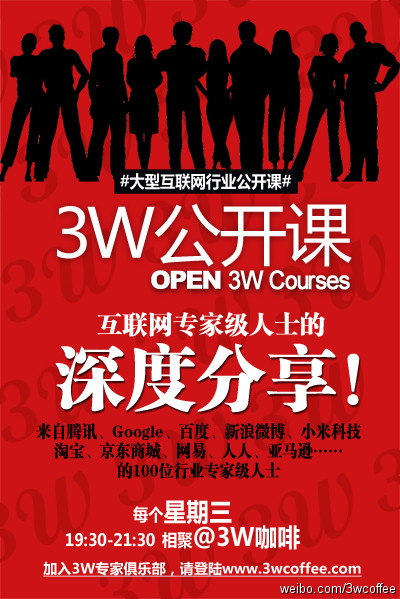 #大型互联网行业公开课#
3W公开课
OPEN 3W Courses
互联网专家级人士的
深度分享!
来自腾讯、Google、百度、新浪微博、小米科技
淘宝、京东商城、网易、人人、亚马逊……
的100位行业专家级人士
每个星期三
19:30-21:30 相聚@3W咖啡
加入3W专家俱乐部，请登陆www.3wcoffee.com
weibo.com/3wcoffee